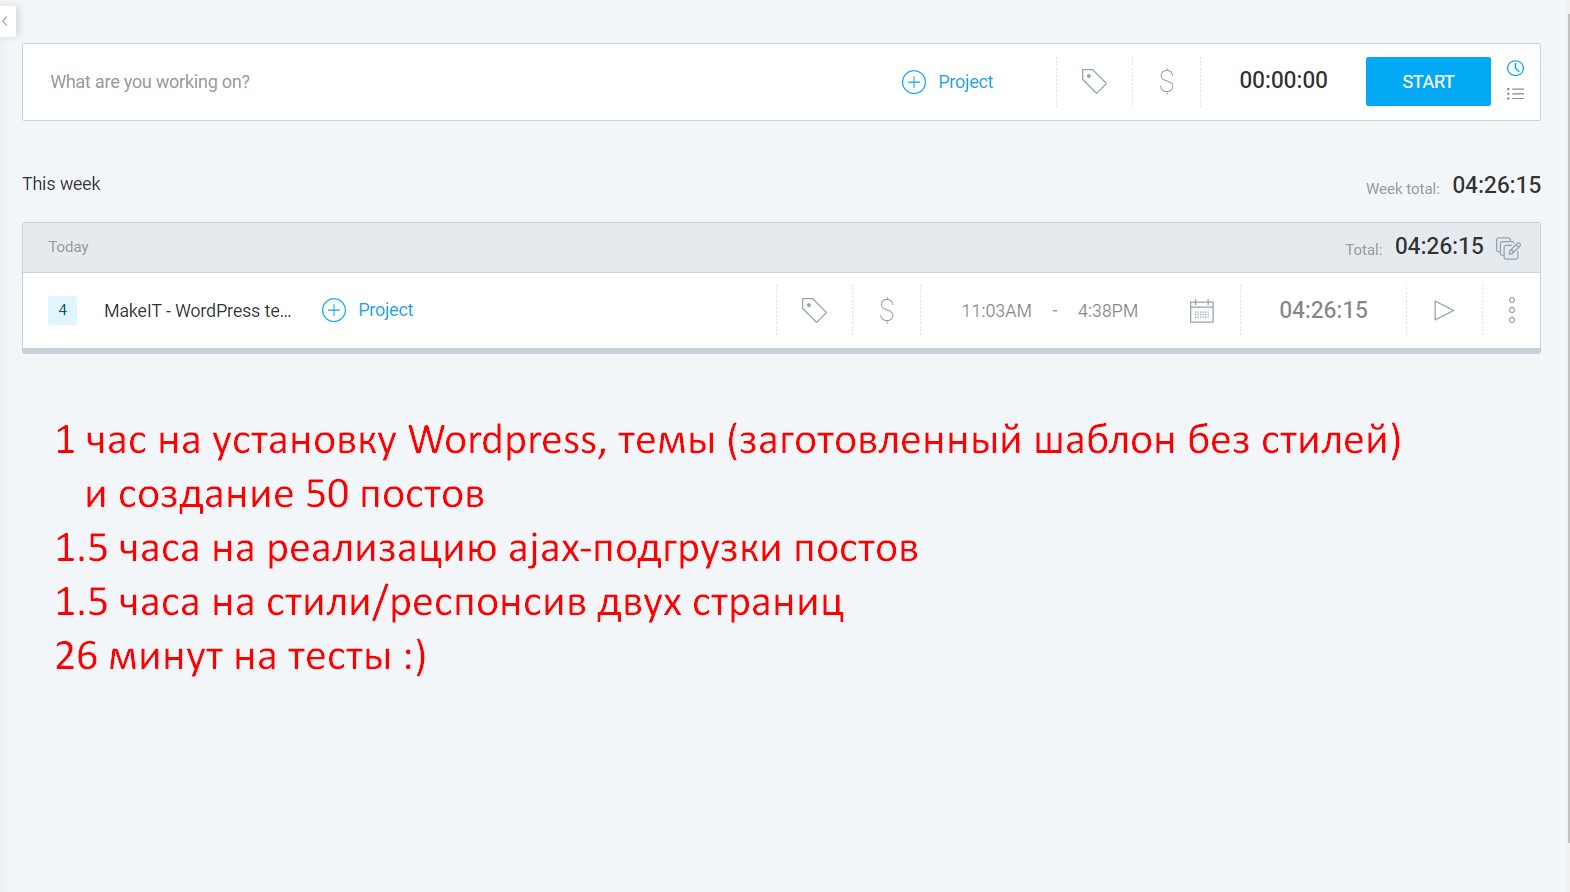 What are you working on?
Project
00:00:00
START
This week
Week total: 04:26:15
Today
Total: 04:26:15
4 MakeIT - WordPress te... Project 11:03AM - 4:38PM 04:26:15
1 час на установку Wordpress, темы (заготовленный шаблон без стилей)
и создание 50 постов
1.5 часа на реализацию ajax-подгрузки постов
1.5 часа на стили/респонсив двух страниц
26 минут на тесты :)